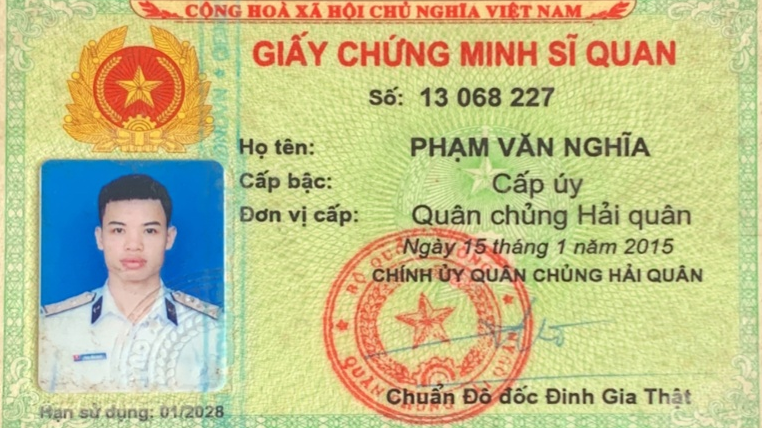 CỘNG HOÀ XÃ HỘI CHỦ NGHĨA VIỆT NAM
GIẤY CHỨNG MINH SĨ QUAN
Số: 13 068 227
Họ tên: PHẠM VĂN NGHĨA
Cấp bậc: Cấp úy
Đơn vị cấp: Quân chủng Hải quân
Ngày 15 tháng 1 năm 2015
CHÍNH ỦY QUÂN CHỦNG HẢI QUÂN
Chuẩn Đô đốc Đinh Gia Thật
Hạn sử dụng: 01/2028